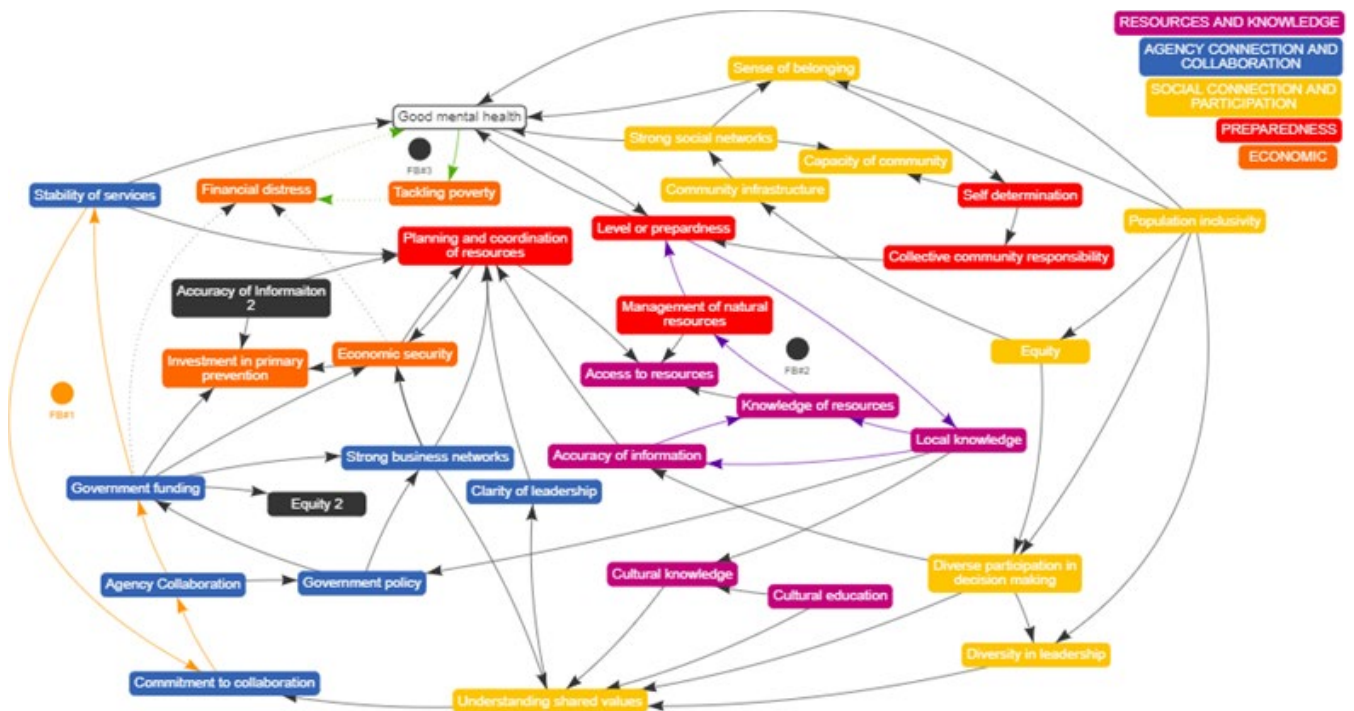 RESOURCES AND KNOWLEDGE
AGENCY CONNECTION AND
COLLABORATION
SOCIAL CONNECTION AND
PARTICIPATION
PREPAREDNESS
ECONOMIC
Sense of belonging
Good mental health
Strong social networks
FB#3
Capacity of community
Stability of services
Financial distress
Tackling poverty
Community infrastructure
Self determination
Population inclusivity
Planning and coordination
of resources
Level or prepardness
Collective community responsibility
Accuracy of Informaiton
2
Management of natural
resources
Investment in primary
prevention
Economic security
Equity
Access to resources
FB#2
FB#1
Knowledge of resources
Strong business networks
Accuracy of information
Local knowledge
Government funding
Equity 2
Clarity of leadership
Agency Collaboration
Government policy
Cultural knowledge
Cultural education
Diverse participation in
decision making
Diversity in leadership
Commitment to collaboration
Understanding shared values